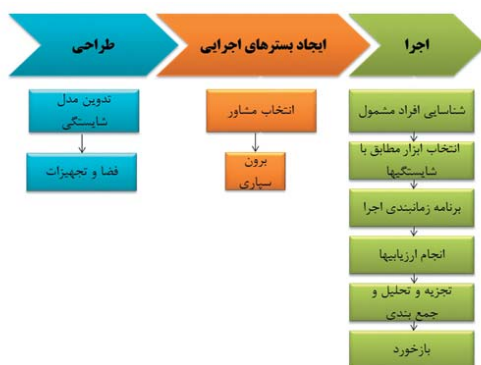 طراحی
ایجاد بسترهای اجرایی
اجرا
تدوین مدل
شایستگی
فضا و تجهیزات
انتخاب مشاور
برون
سپاری
شناسایی افراد مشمول
انتخاب ابزار مطابق با
شایستگیها
برنامه زمانبندی اجرا
انجام ارزیابیها
تجزیه و تحلیل و
جمع بندی
بازخورد